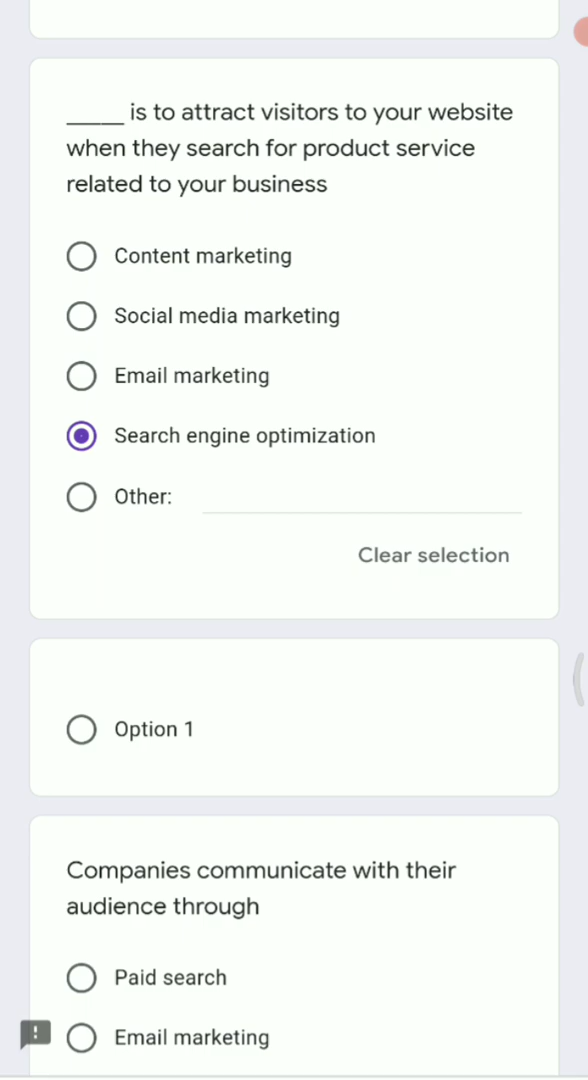 _____ is to attract visitors to your website
when they search for product service
related to your business
Content marketing
Social media marketing
Email marketing
Search engine optimization
Other:
Clear selection
Option 1
Companies communicate with their
audience through
Paid search
Email marketing